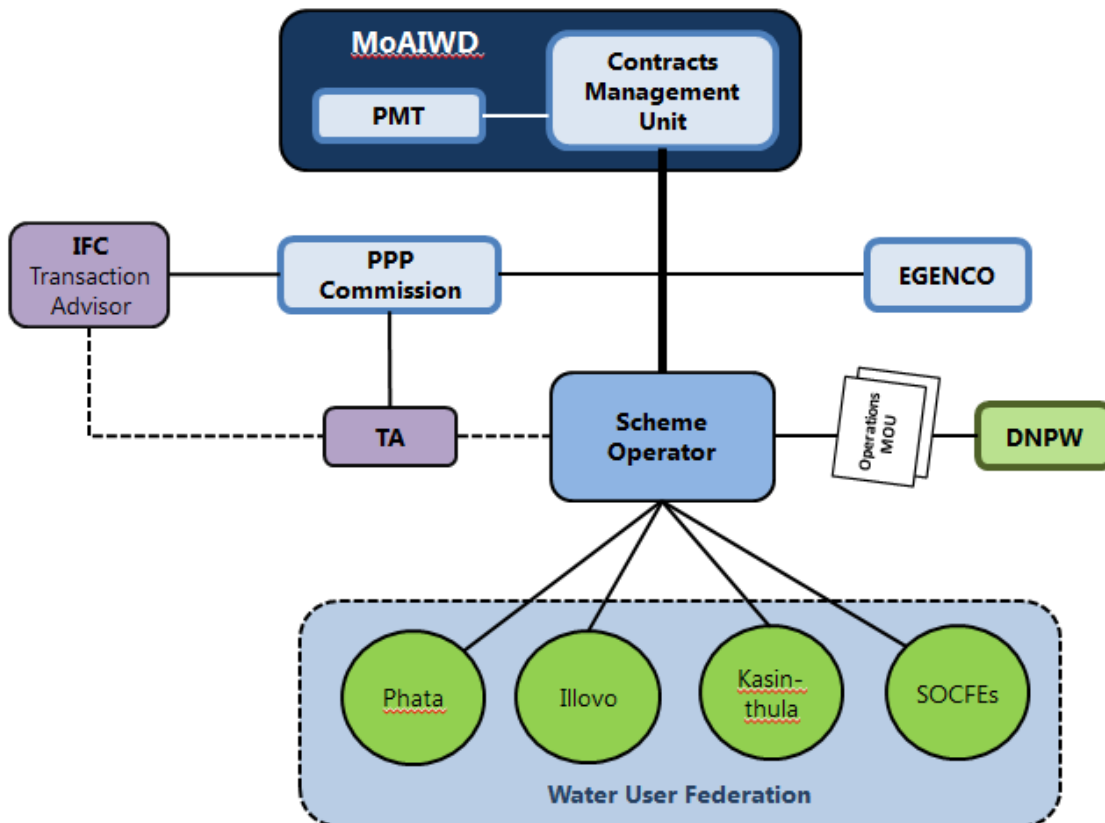 MoAIWD
Contracts
Management
Unit
PMT
IFC
Transaction
Advisor
PPP
Commission
EGENCO
TA
Scheme
Operator
Operations
MOU
DNPW
Phata
Illovo
Kasin-
thula
SOCFEs
Water User Federation